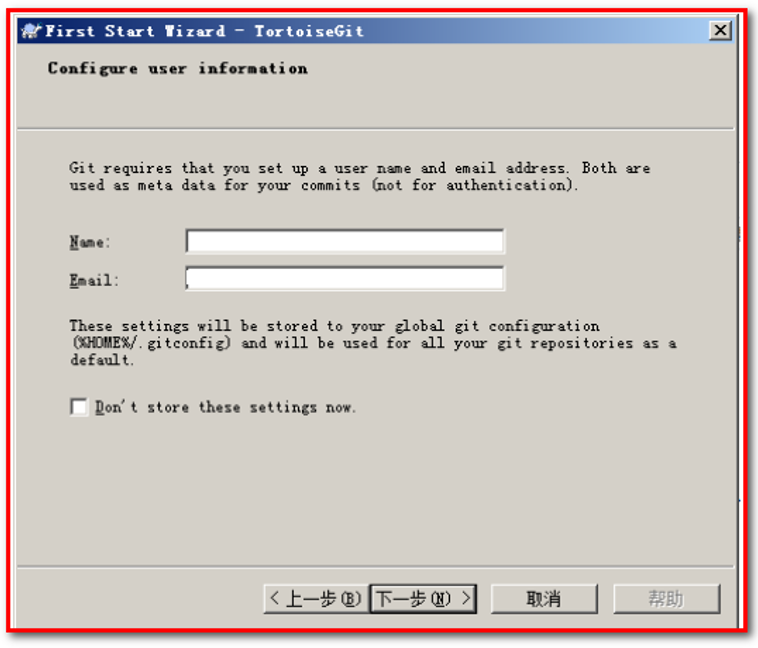 First Start Wizard - TortoiseGit
Configure user information
Git requires that you set up a user name and email address. Both are
used as meta data for your commits (not for authentication).
Name:
Email:
These settings will be stored to your global git configuration
(%HOME%/.gitconfig) and will be used for all your git repositories as a
default.
Don't store these settings now.
< 上一步(B) 下一步(N) > 取消 帮助